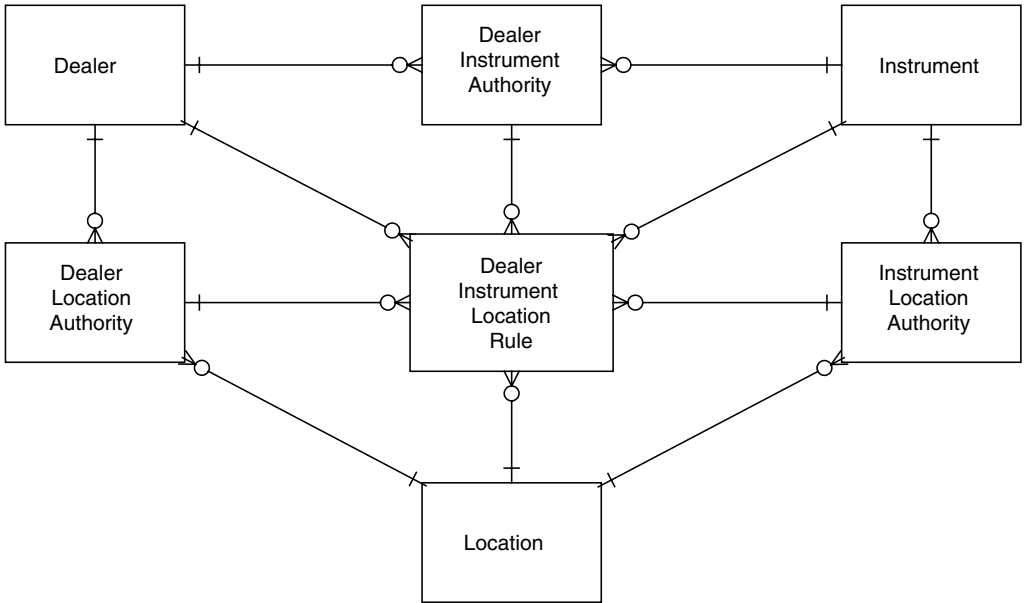 Dealer
Dealer
Instrument
Authority
Instrument
Dealer
Location
Authority
Dealer
Instrument
Location
Rule
Instrument
Location
Authority
Location